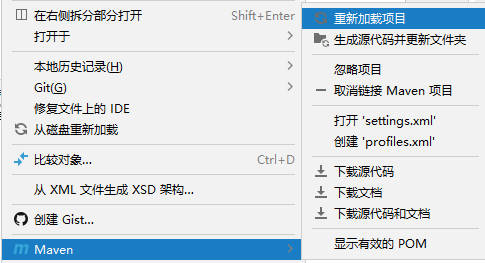 在右侧拆分部分打开 Shift+Enter
打开于
本地历史记录(H)
Git(G)
修复文件上的 IDE
从磁盘重新加载
比较对象... Ctrl+D
从 XML 文件生成 XSD 架构...
创建 Gist...
Maven
重新加载项目
生成源代码并更新文件夹
忽略项目
取消链接 Maven 项目
打开 'settings.xml'
创建 'profiles.xml'
下载源代码
下载文档
下载源代码和文档
显示有效的 POM